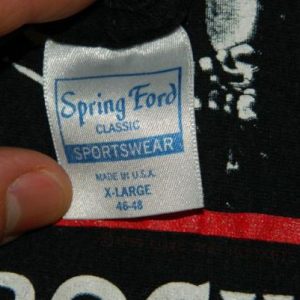 Spring Ford
CLASSIC
SPORTSWEAR
MADE IN U.S.A.
X-LARGE
46-48